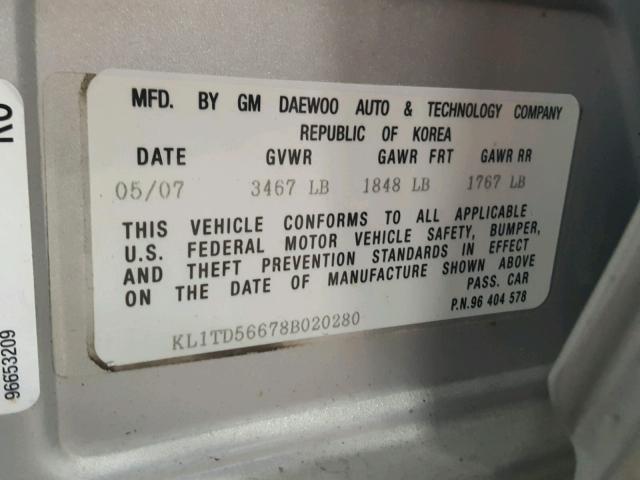 MFD. BY GM DAEWOO AUTO & TECHNOLOGY COMPANY
REPUBLIC OF KOREA
DATE GVWR GAWR FRT GAWR RR
05/07 3467 LB 1848 LB 1767 LB
THIS VEHICLE CONFORMS TO ALL APPLICABLE
U.S. FEDERAL MOTOR VEHICLE SAFETY, BUMPER,
AND THEFT PREVENTION STANDARDS IN EFFECT
ON THE DATE OF MANUFACTURE SHOWN ABOVE
PASS. CAR
P.N.96 404 578
KL1TD56678B020280
96653209